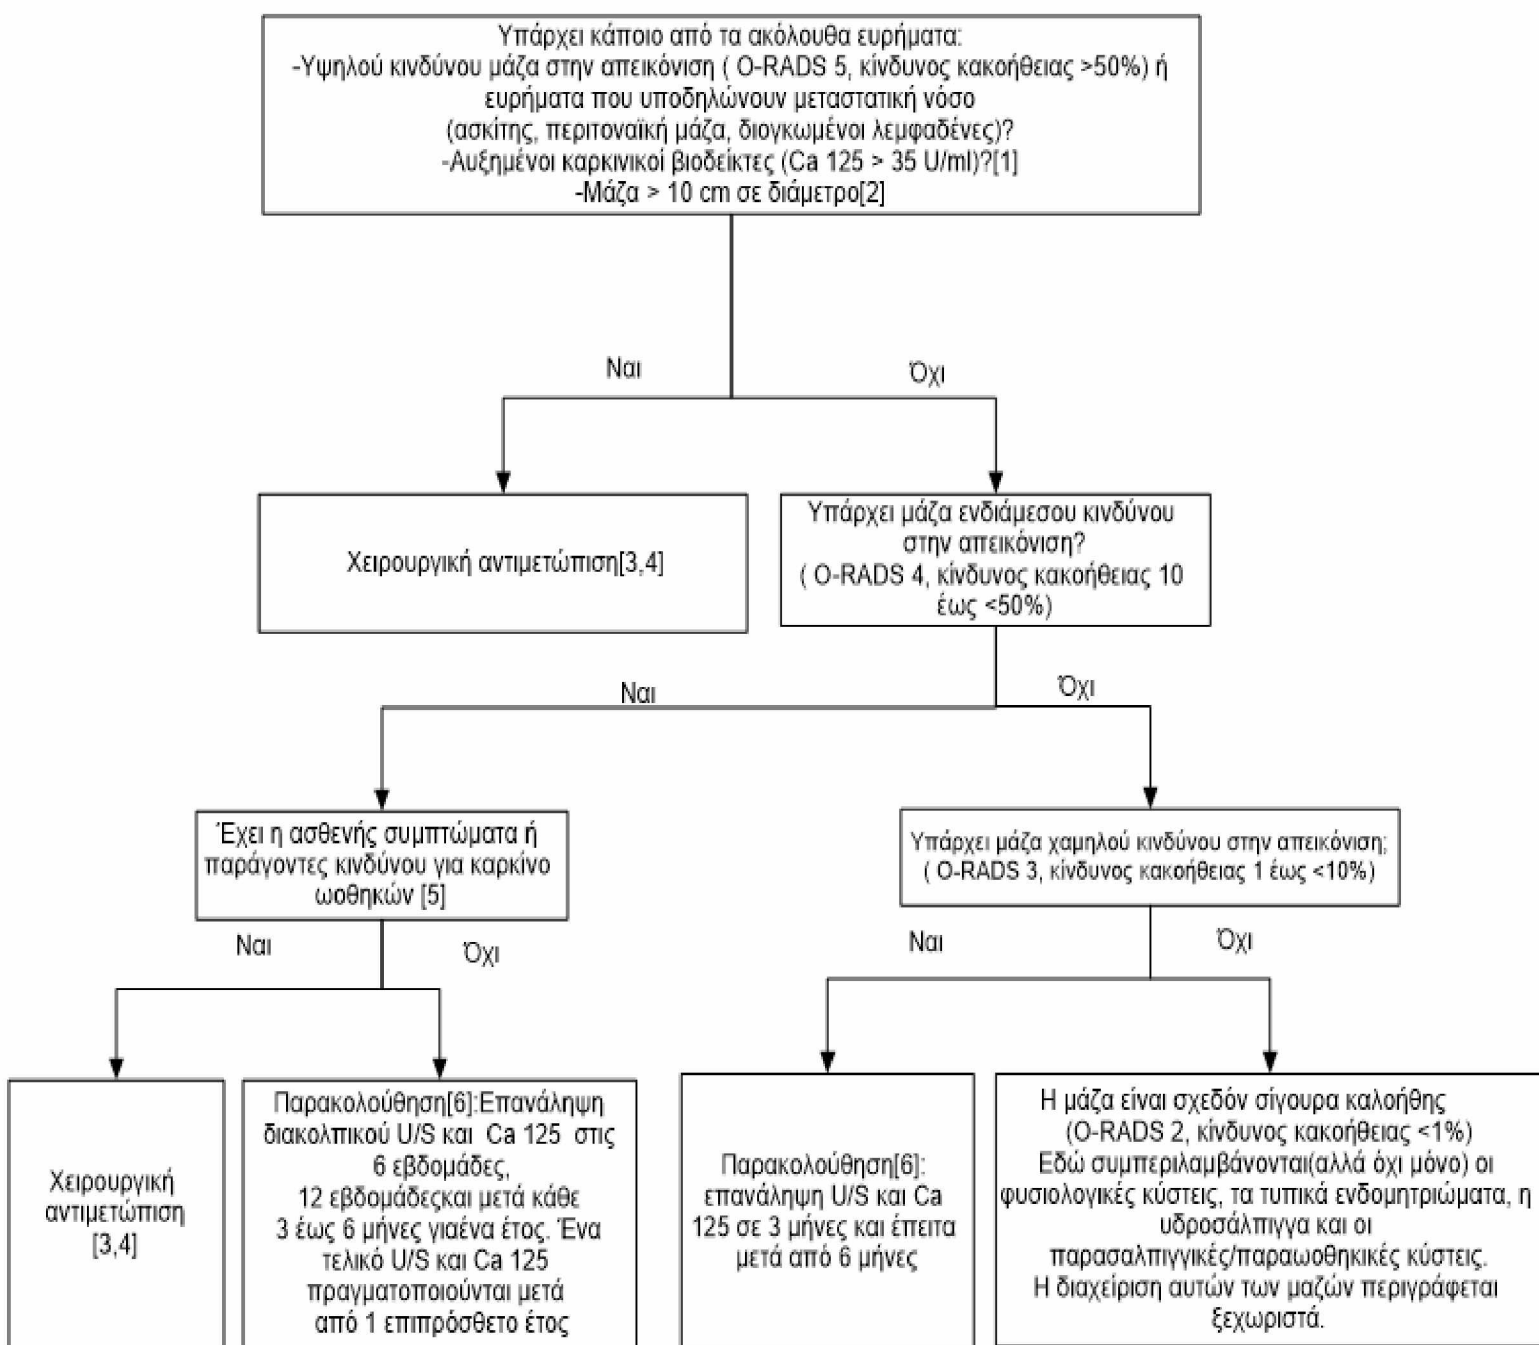 Υπάρχει κάποιο από τα ακόλουθα ευρήματα:
-Υψηλού κινδύνου μάζα στην απεικόνιση ( O-RADS 5, κίνδυνος κακοήθειας >50%) ή
ευρήματα που υποδηλώνουν μεταστατική νόσο
(ασκίτης, περιτοναϊκή μάζα, διογκωμένοι λεμφαδένες)?
-Αυξημένοι καρκινικοί βιοδείκτες (Ca 125 > 35 U/ml)?[1]
-Μάζα > 10 cm σε διάμετρο[2]
Ναι
Όχι
Χειρουργική αντιμετώπιση[3,4]
Υπάρχει μάζα ενδιάμεσου κινδύνου
στην απεικόνιση?
( O-RADS 4, κίνδυνος κακοήθειας 10
έως <50%)
Ναι
Όχι
Έχει η ασθενής συμπτώματα ή
παράγοντες κινδύνου για καρκίνο
ωοθηκών [5]
Υπάρχει μάζα χαμηλού κινδύνου στην απεικόνιση;
( O-RADS 3, κίνδυνος κακοήθειας 1 έως <10%)
Ναι
Όχι
Ναι
Όχι
Χειρουργική
αντιμετώπιση
[3,4]
Παρακολούθηση[6]:Επανάληψη
διακολπικού U/S και Ca 125 στις
6 εβδομάδες,
12 εβδομάδεςκαι μετά κάθε
3 έως 6 μήνες γιαένα έτος. Ένα
τελικό U/S και Ca 125
πραγματοποιούνται μετά
από 1 επιπρόσθετο έτος
Παρακολούθηση[6]:
επανάληψη U/S και Ca
125 σε 3 μήνες και έπειτα
μετά από 6 μήνες
Η μάζα είναι σχεδόν σίγουρα καλοήθης
(O-RADS 2, κίνδυνος κακοήθειας <1%)
Εδώ συμπεριλαμβάνονται(αλλά όχι μόνο) οι
φυσιολογικές κύστεις, τα τυπικά ενδομητριώματα, η
υδροσάλπιγγα και οι
παρασαλπιγγικές/παραωοθηκικές κύστεις.
Η διαχείριση αυτών των μαζών περιγράφεται
ξεχωριστά.